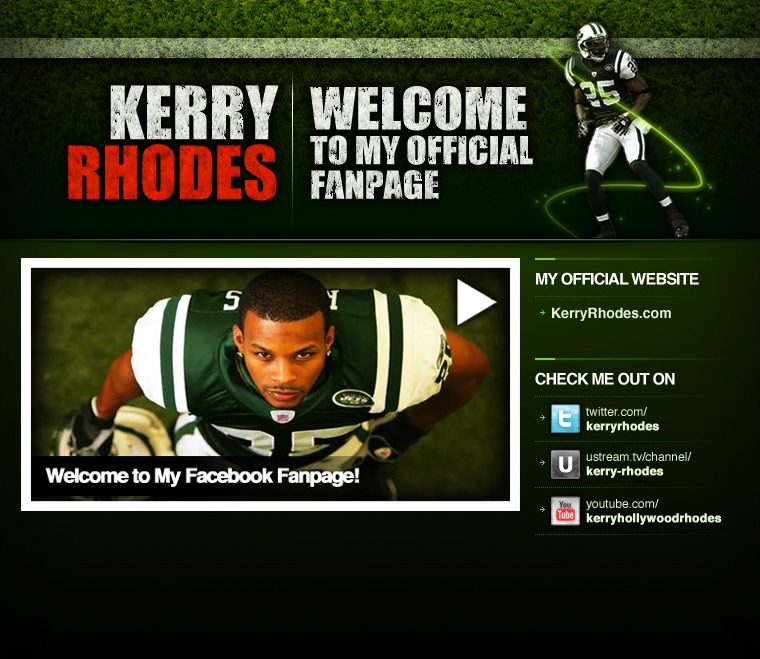 KERRY
RHODES
WELCOME
TO MY OFFICIAL
FANPAGE
25
MY OFFICIAL WEBSITE
KerryRhodes.com
Welcome to My Facebook Fanpage!
CHECK ME OUT ON
twitter.com/
kerryrhodes
U
ustream.tv/channel/
kerry-rhodes
You
Tube
youtube.com/
kerryhollywoodrhodes